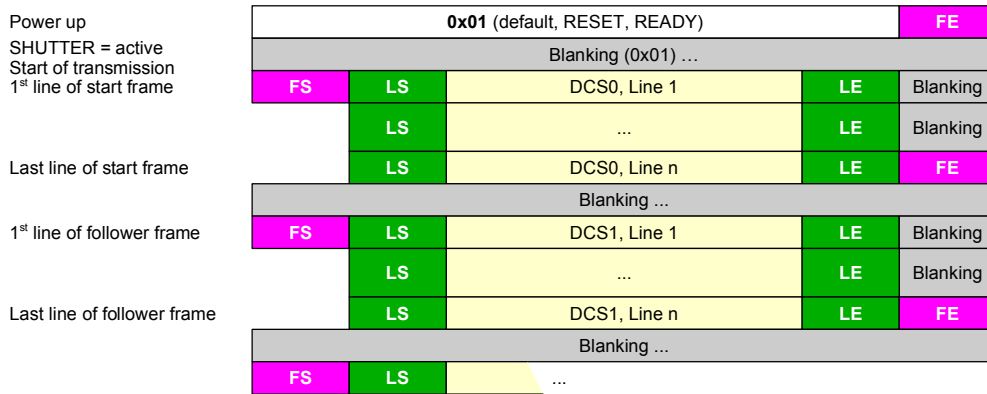 Power up 0x01 (default, RESET, READY) FE
SHUTTER = active
Start of transmission Blanking (0x01) ...
1st line of start frame FS LS DCS0, Line 1 LE Blanking
LS ... LE Blanking
Last line of start frame LS DCS0, Line n LE FE
Blanking ...
1st line of follower frame FS LS DCS1, Line 1 LE Blanking
LS ... LE Blanking
Last line of follower frame LS DCS1, Line n LE FE
Blanking ...
FS LS ...